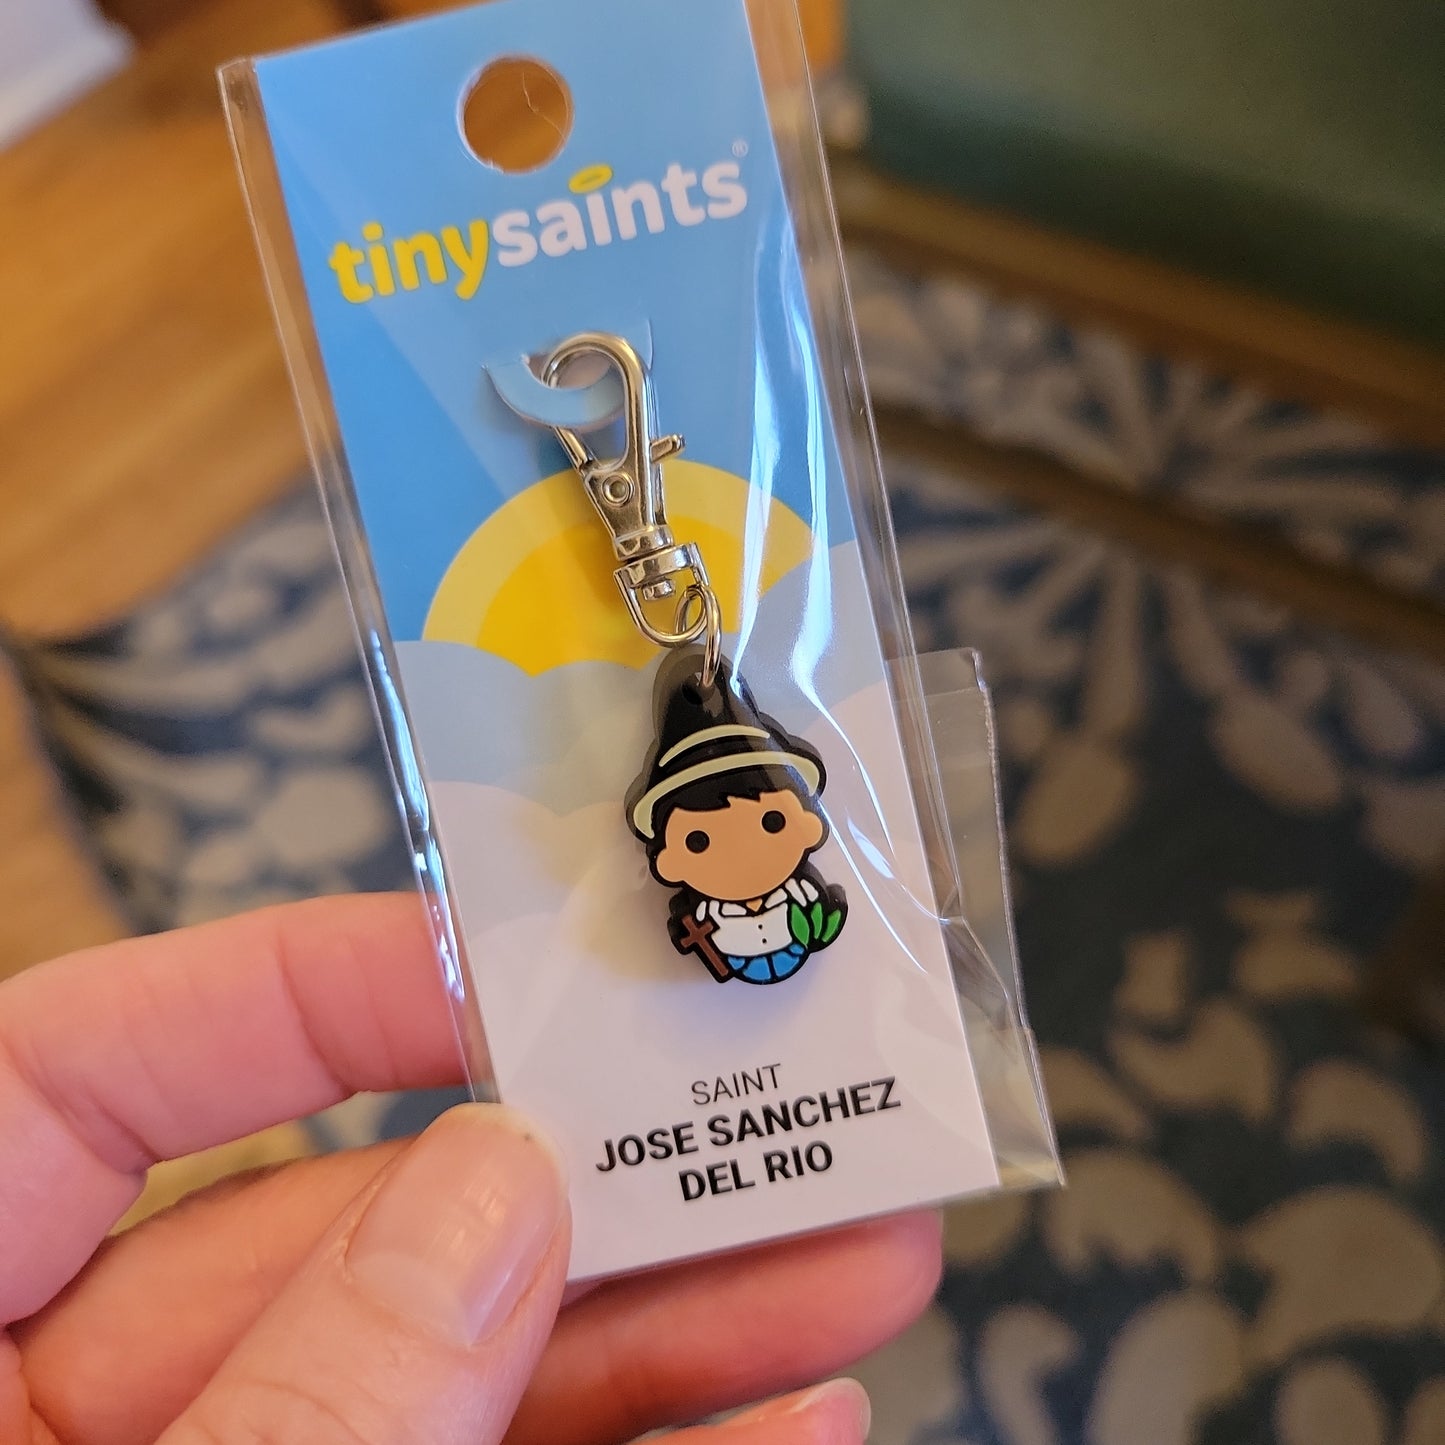 tinysaints®
SAINT
JOSE SANCHEZ
DEL RIO